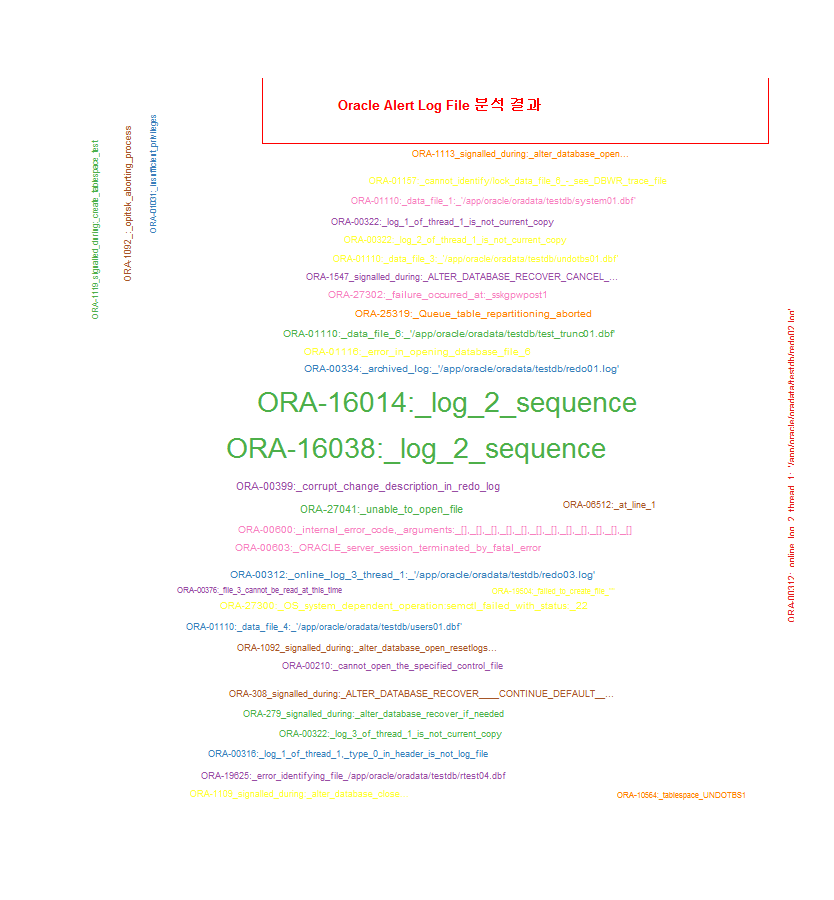 Oracle Alert Log File 분석 결과
ORA-1119_signalled_during:_create_tablespace_test
ORA-1092_:_opitsk_aborting_process
ORA-01031:_insufficient_privileges
ORA-1113_signalled_during:_alter_database_open...
ORA-01157:_cannot_identify/lock_data_file_6_-_see_DBWR_trace_file
ORA-01110:_data_file_1:_'/app/oracle/oradata/testdb/system01.dbf'
ORA-00322:_log_1_of_thread_1_is_not_current_copy
ORA-00322:_log_2_of_thread_1_is_not_current_copy
ORA-01110:_data_file_3:_'/app/oracle/oradata/testdb/undotbs01.dbf'
ORA-1547_signalled_during:_ALTER_DATABASE_RECOVER_CANCEL_...
ORA-27302:_failure_occurred_at:_sskgpwpost1
ORA-25319:_Queue_table_repartitioning_aborted
ORA-01110:_data_file_6:_'/app/oracle/oradata/testdb/test_trunc01.dbf'
ORA-01116:_error_in_opening_database_file_6
ORA-00334:_archived_log:_'/app/oracle/oradata/testdb/redo01.log'
ORA-16014:_log_2_sequence
ORA-16038:_log_2_sequence
ORA-00399:_corrupt_change_description_in_redo_log
ORA-06512:_at_line_1
ORA-27041:_unable_to_open_file
ORA-00600:_internal_error_code,_arguments:_[],_[],_[],_[],_[],_[],_[],_[],_[],_[],_[],_[]
ORA-00603:_ORACLE_server_session_terminated_by_fatal_error
ORA-00312:_online_log_3_thread_1:_'/app/oracle/oradata/testdb/redo03.log'
ORA-00376:_file_3_cannot_be_read_at_this_time
ORA-27300:_OS_system_dependent_operation:semctl_failed_with_status:_22
ORA-01110:_data_file_4:_'/app/oracle/oradata/testdb/users01.dbf'
ORA-1092_signalled_during:_alter_database_open_resetlogs...
ORA-00210:_cannot_open_the_specified_control_file
ORA-308_signalled_during:_ALTER_DATABASE_RECOVER____CONTINUE_DEFAULT__...
ORA-279_signalled_during:_alter_database_recover_if_needed
ORA-00322:_log_3_of_thread_1_is_not_current_copy
ORA-00316:_log_1_of_thread_1,_type_0_in_header_is_not_log_file
ORA-19625:_error_identifying_file_/app/oracle/oradata/testdb/rtest04.dbf
ORA-1109_signalled_during:_alter_database_close...
ORA-10564:_tablespace_UNDOTBS1
ORA-00312:_online_log_2_thread_1:_'/app/oracle/oradata/testdb/redo02.log'